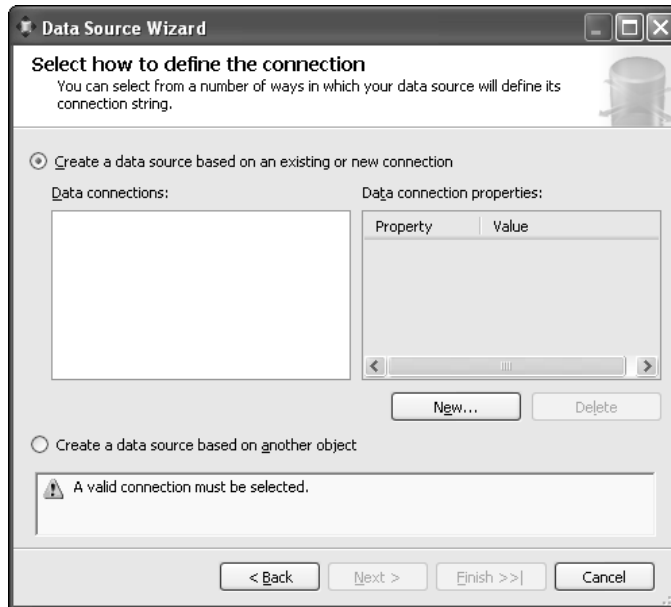 Data Source Wizard
Select how to define the connection
You can select from a number of ways in which your data source will define its
connection string.
Create a data source based on an existing or new connection
Data connections:
Data connection properties:
Property Value
New...
Delete
Create a data source based on another object
A valid connection must be selected.
< Back
Next >
Finish >>|
Cancel